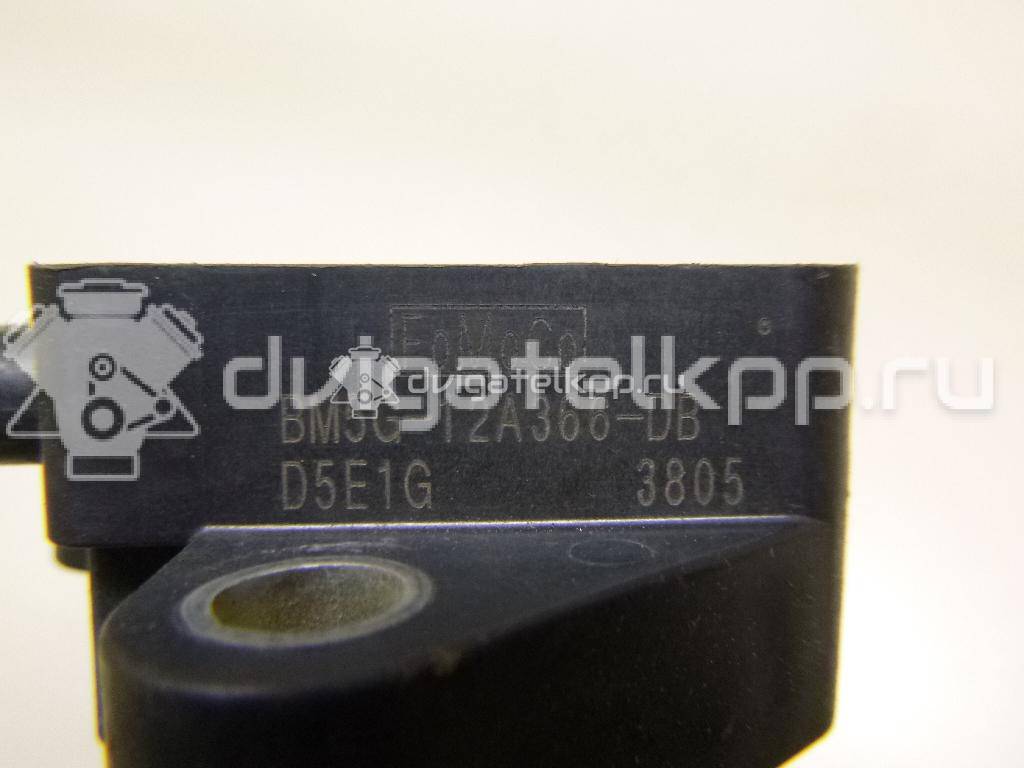 FoMoCo
dvigatelkpp.ru
dvigatelkpp.ru
BM5G-12A366-DB
D5E1G 3805